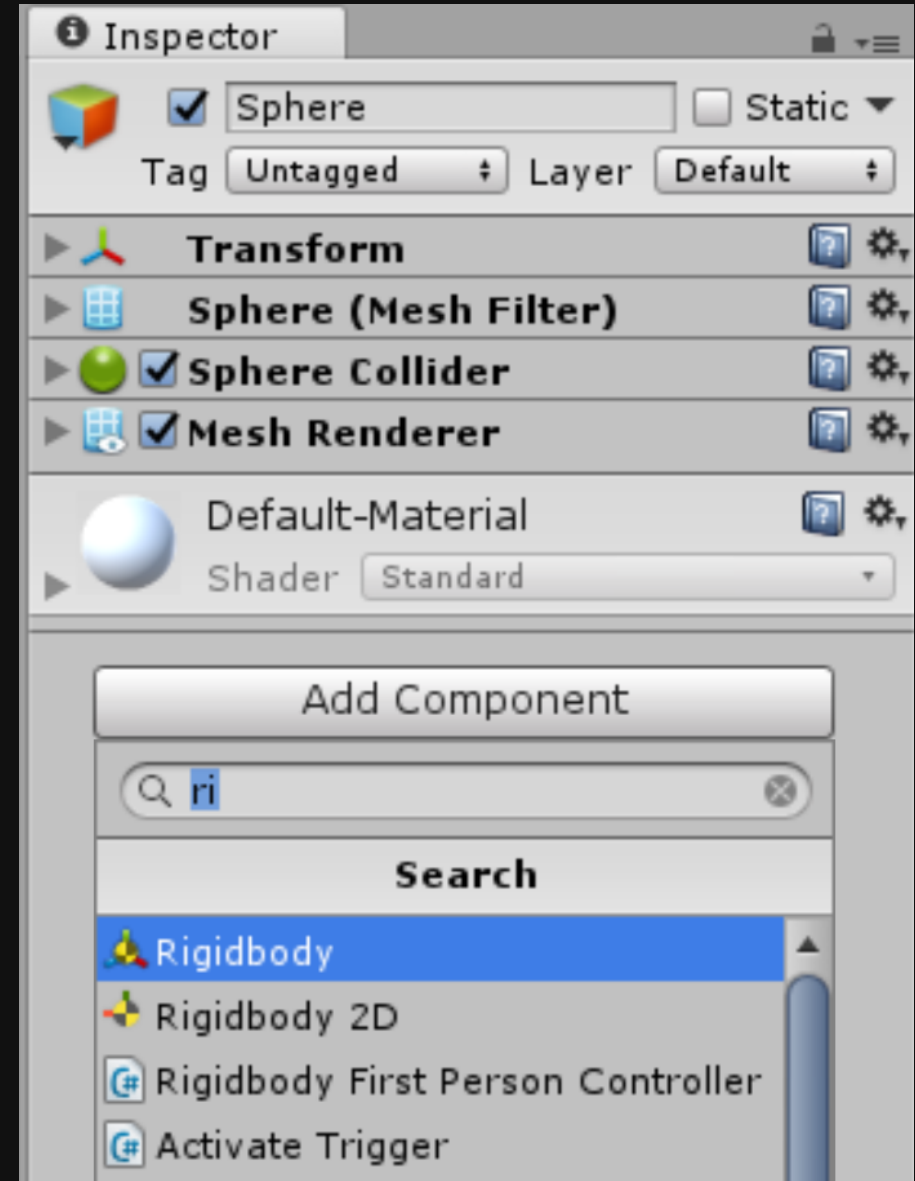 Inspector
Sphere Static
Tag Untagged Layer Default
Transform
Sphere (Mesh Filter)
Sphere Collider
Mesh Renderer
Default-Material
Shader Standard
Add Component
ri
Search
Rigidbody
Rigidbody 2D
Rigidbody First Person Controller
Activate Trigger